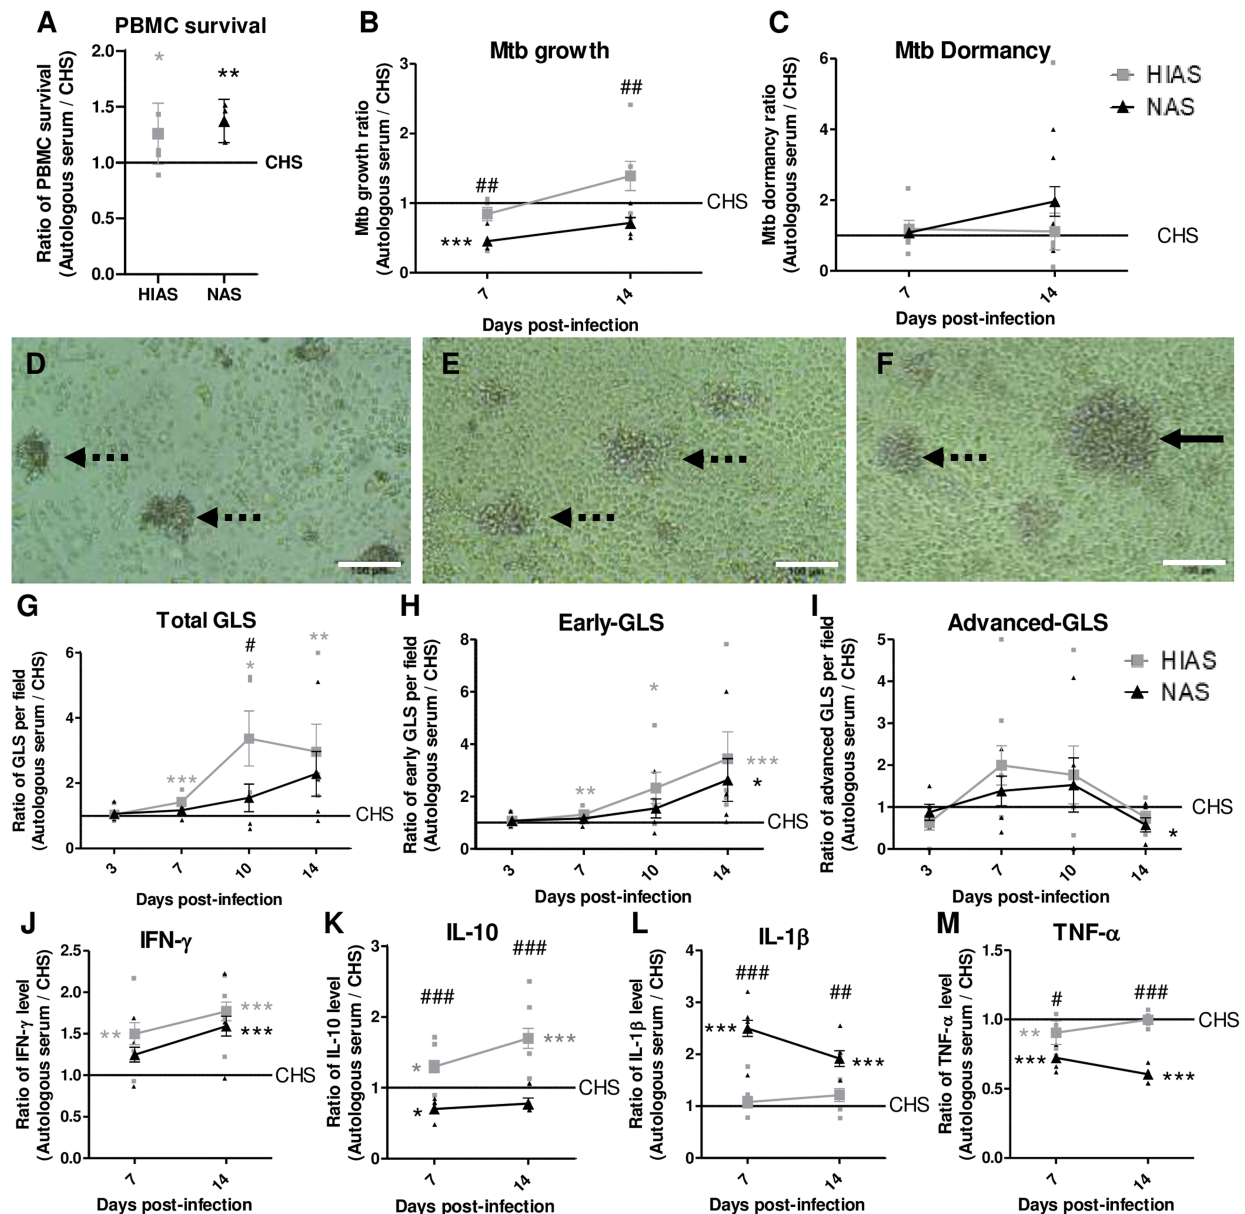 A
PBMC survival
Ratio of PBMC survival
(Autologous serum / CHS)
2.0
1.5
1.0
0.5
0.0
*
**
CHS
HIAS
NAS
B
Mtb growth
Mtb growth ratio
(Autologous serum / CHS)
3
2
1
0
##
##
***
CHS
7
14
Days post-infection
C
Mtb Dormancy
Mtb dormancy ratio
(Autologous serum / CHS)
6
4
2
0
CHS
7
14
Days post-infection
HIAS
NAS
D
E
F
G
Total GLS
Ratio of GLS per field
(Autologous serum / CHS)
6
4
2
0
#
*
**
***
CHS
3
7
10
14
Days post-infection
H
Early-GLS
Ratio of early GLS per field
(Autologous serum / CHS)
8
6
4
2
0
*
**
***
*
CHS
3
7
10
14
Days post-infection
I
Advanced-GLS
Ratio of advanced GLS per field
(Autologous serum / CHS)
5
4
3
2
1
0
HIAS
NAS
CHS
*
3
7
10
14
Days post-infection
J
IFN-γ
Ratio of IFN-γ level
(Autologous serum / CHS)
2.5
2.0
1.5
1.0
0.5
0.0
**
***
***
CHS
7
14
Days post-infection
K
IL-10
Ratio of IL-10 level
(Autologous serum / CHS)
3
2
1
0
###
###
*
***
*
CHS
7
14
Days post-infection
L
IL-1β
Ratio of IL-1β level
(Autologous serum / CHS)
4
3
2
1
0
###
##
***
***
CHS
7
14
Days post-infection
M
TNF-α
Ratio of TNF-α level
(Autologous serum / CHS)
1.5
1.0
0.5
0.0
#
###
**
***
***
CHS
7
14
Days post-infection